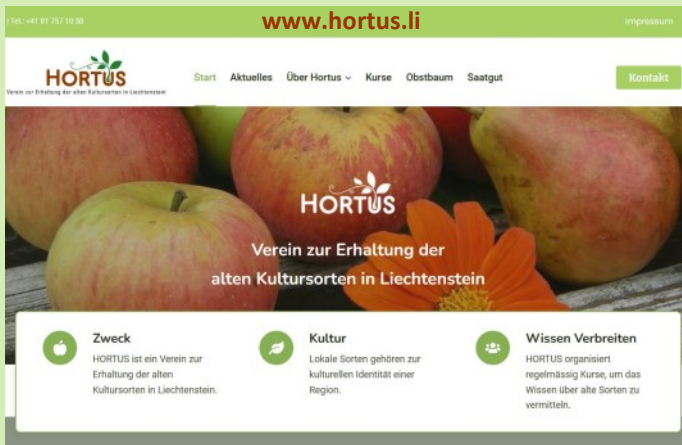 www.hortus.li
| Tel.: +41 81 757 19 58
Impressum
HORTUS
Verein zur Erhaltung der alten Kultursorten in Liechtenstein
Start Aktuelles Über Hortus Kurse Obstbaum Saatgut
Kontakt
HORTUS
Verein zur Erhaltung der
alten Kultursorten in Liechtenstein
Zweck
HORTUS ist ein Verein zur
Erhaltung der alten
Kultursorten in Liechtenstein.
Kultur
Lokale Sorten gehören zur
kulturellen Identität einer
Region.
Wissen Verbreiten
HORTUS organisiert
regelmässig Kurse, um das
Wissen über alte Sorten zu
vermitteln.